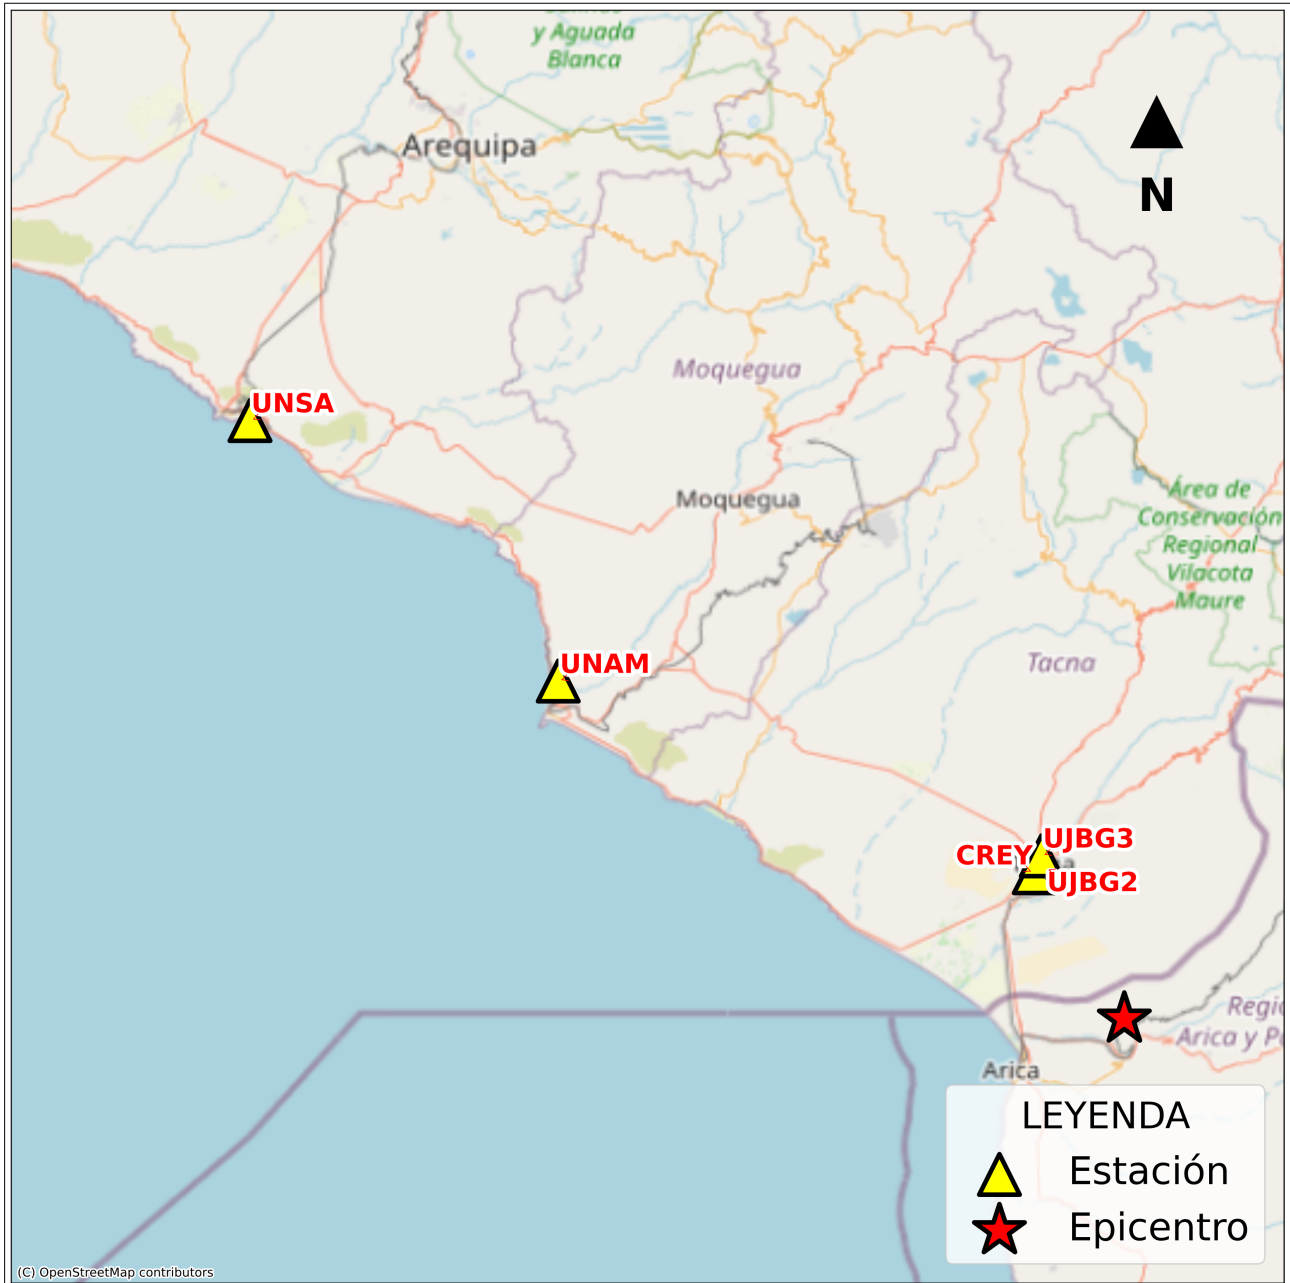 y Aguada
Blanca
Arequipa
N
Moquegua
UNSA
Moquegua
Área de
Conservación
Regional
Vilacota
Maure
UNAM
Tacna
UJBG3
CREY
UJBG2
Arica y P
Arica
LEYENDA
Estación
Epicentro
(C) OpenStreetMap contributors